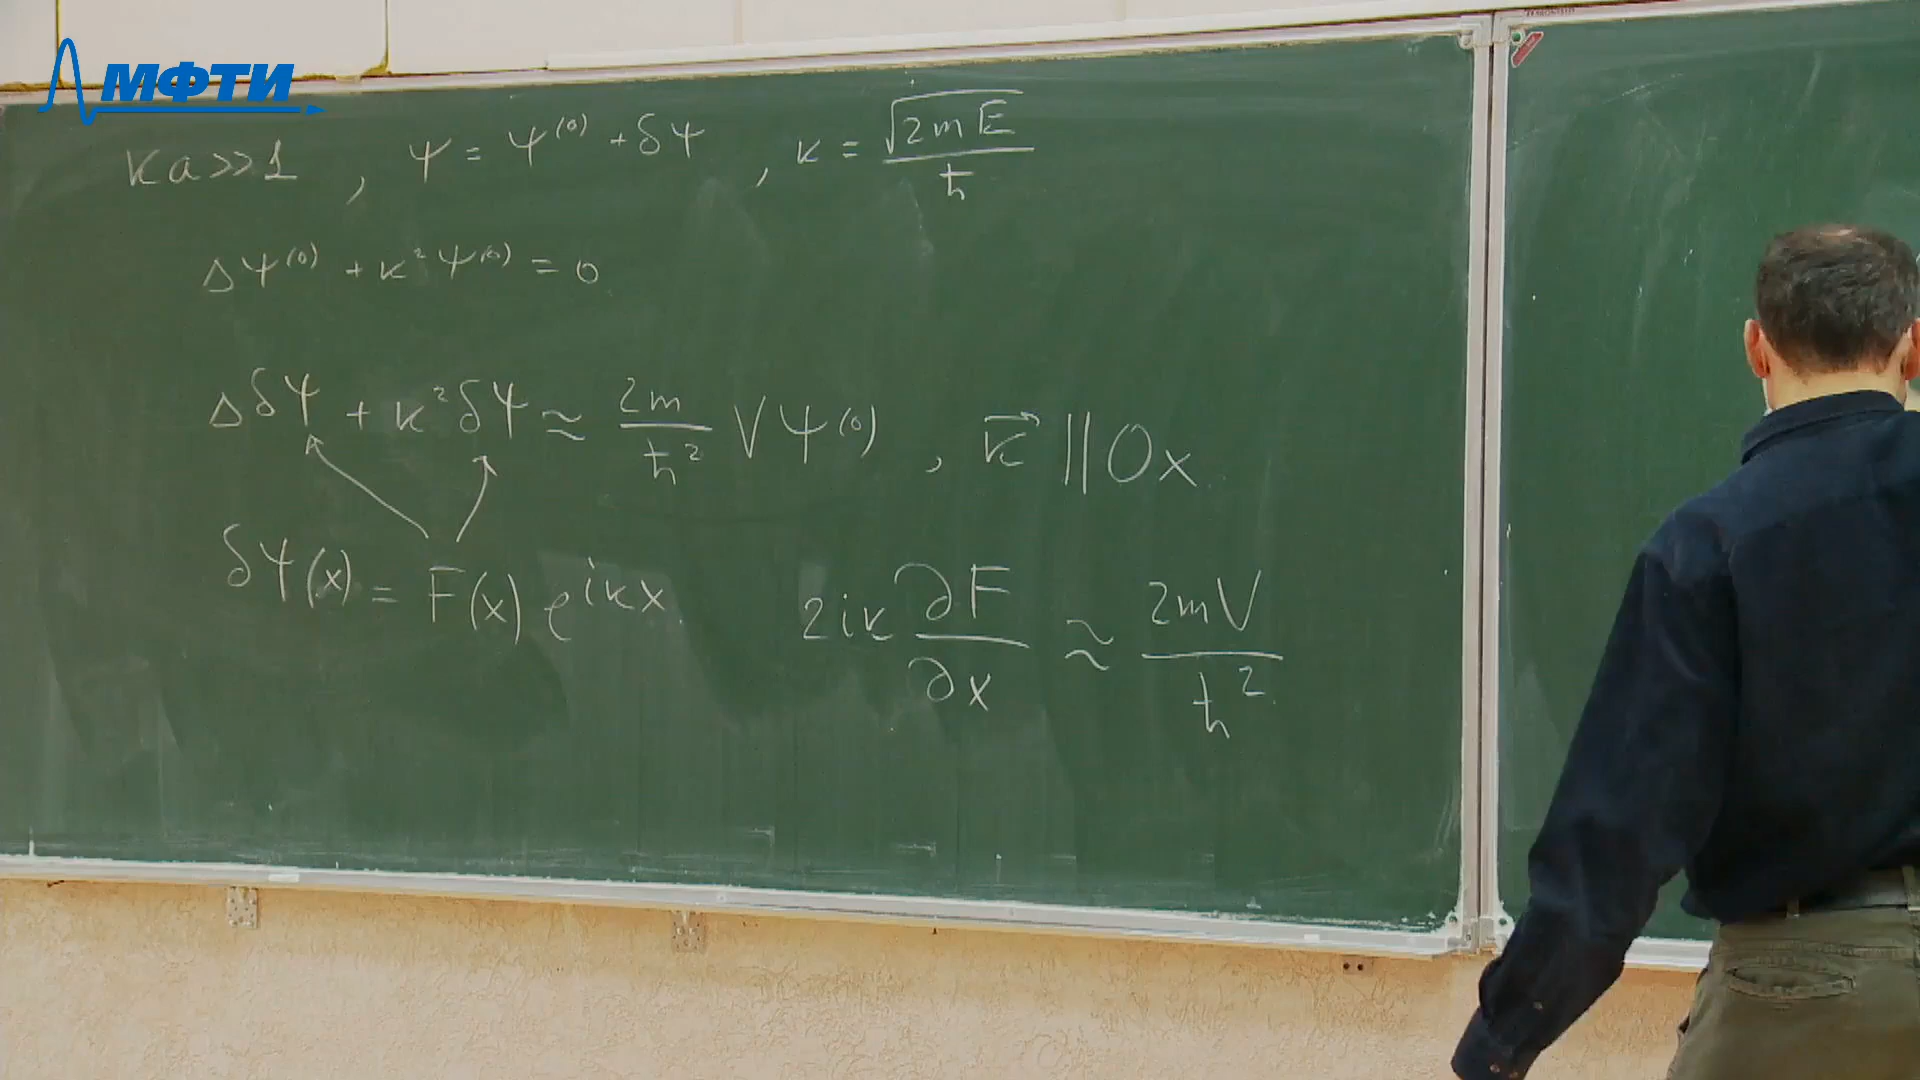 МФТИ
ka>>1 , ψ = ψ⁽⁰⁾ + δψ , k = √(2mE)/ħ
Δψ⁽⁰⁾ + k²ψ⁽⁰⁾ = 0
Δδψ + k²δψ ≈ 2m/ħ² Vψ⁽⁰⁾ , k⃗ || Ox
δψ(x) = F(x) e^{ikx} 2ik ∂F/∂x ≈ 2mV/ħ²